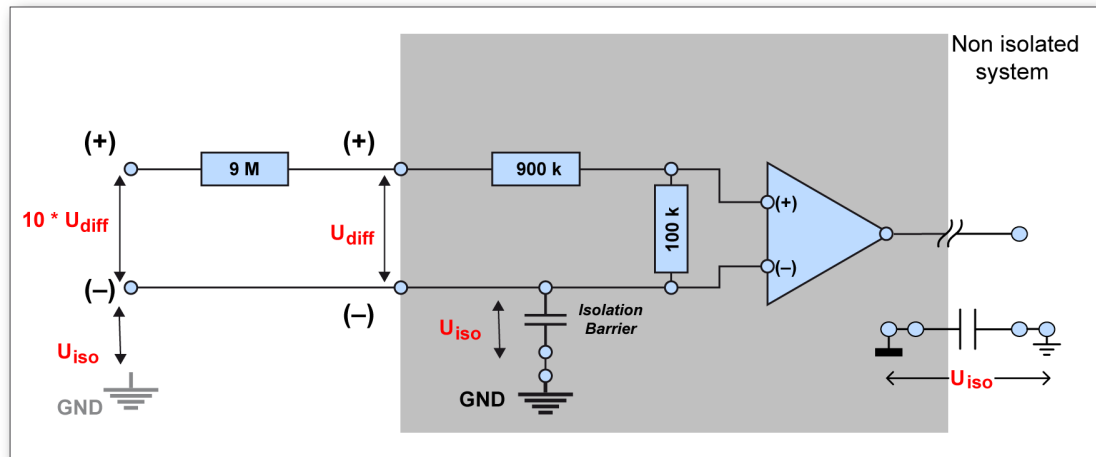 Non isolated
system
(+)
(+)
9 M
900 k
100 k
(+)
10 * Udiff
Udiff
(–)
(–)
(–)
Uiso
Isolation
Barrier
Uiso
GND
GND
Uiso